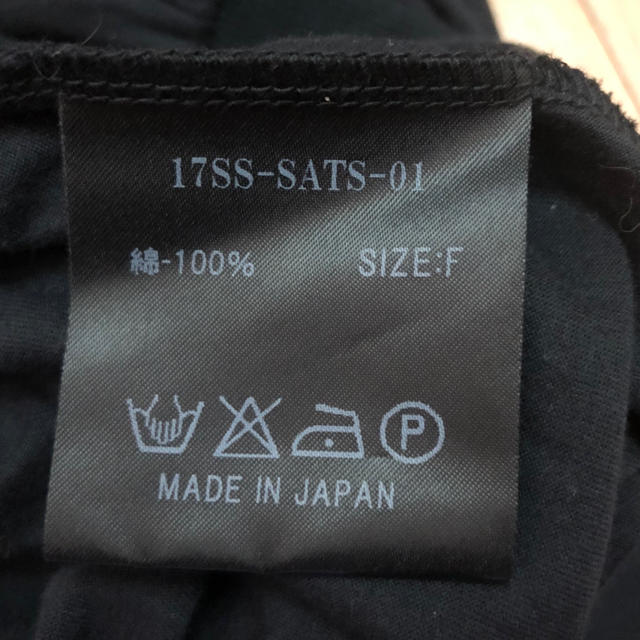 17SS-SATS-01
綿-100% SIZE:F
P
MADE IN JAPAN